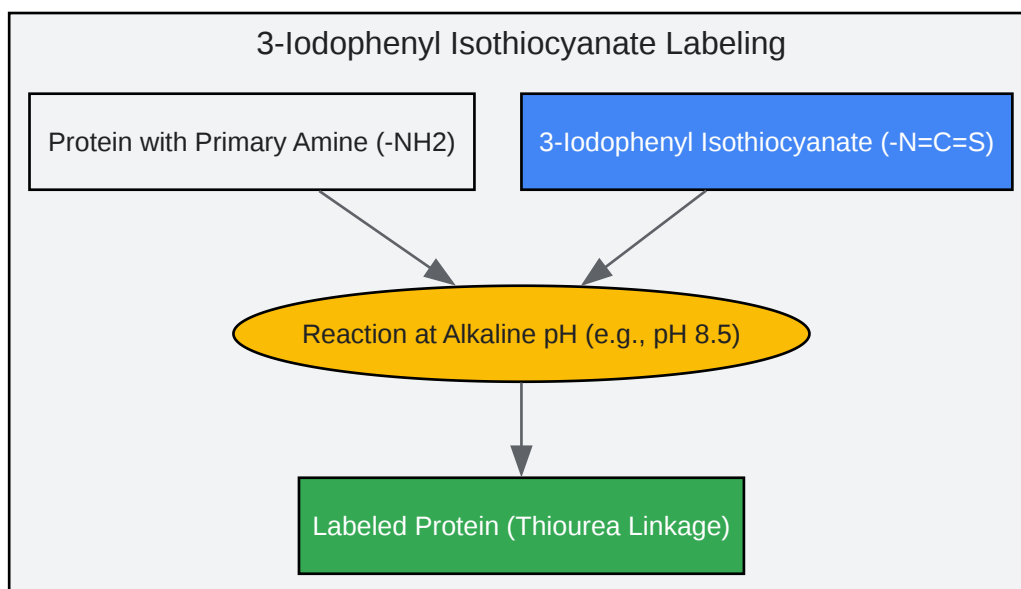 3-Iodophenyl Isothiocyanate Labeling
Protein with Primary Amine (-NH2)
3-Iodophenyl Isothiocyanate (-N=C=S)
Reaction at Alkaline pH (e.g., pH 8.5)
Labeled Protein (Thiourea Linkage)